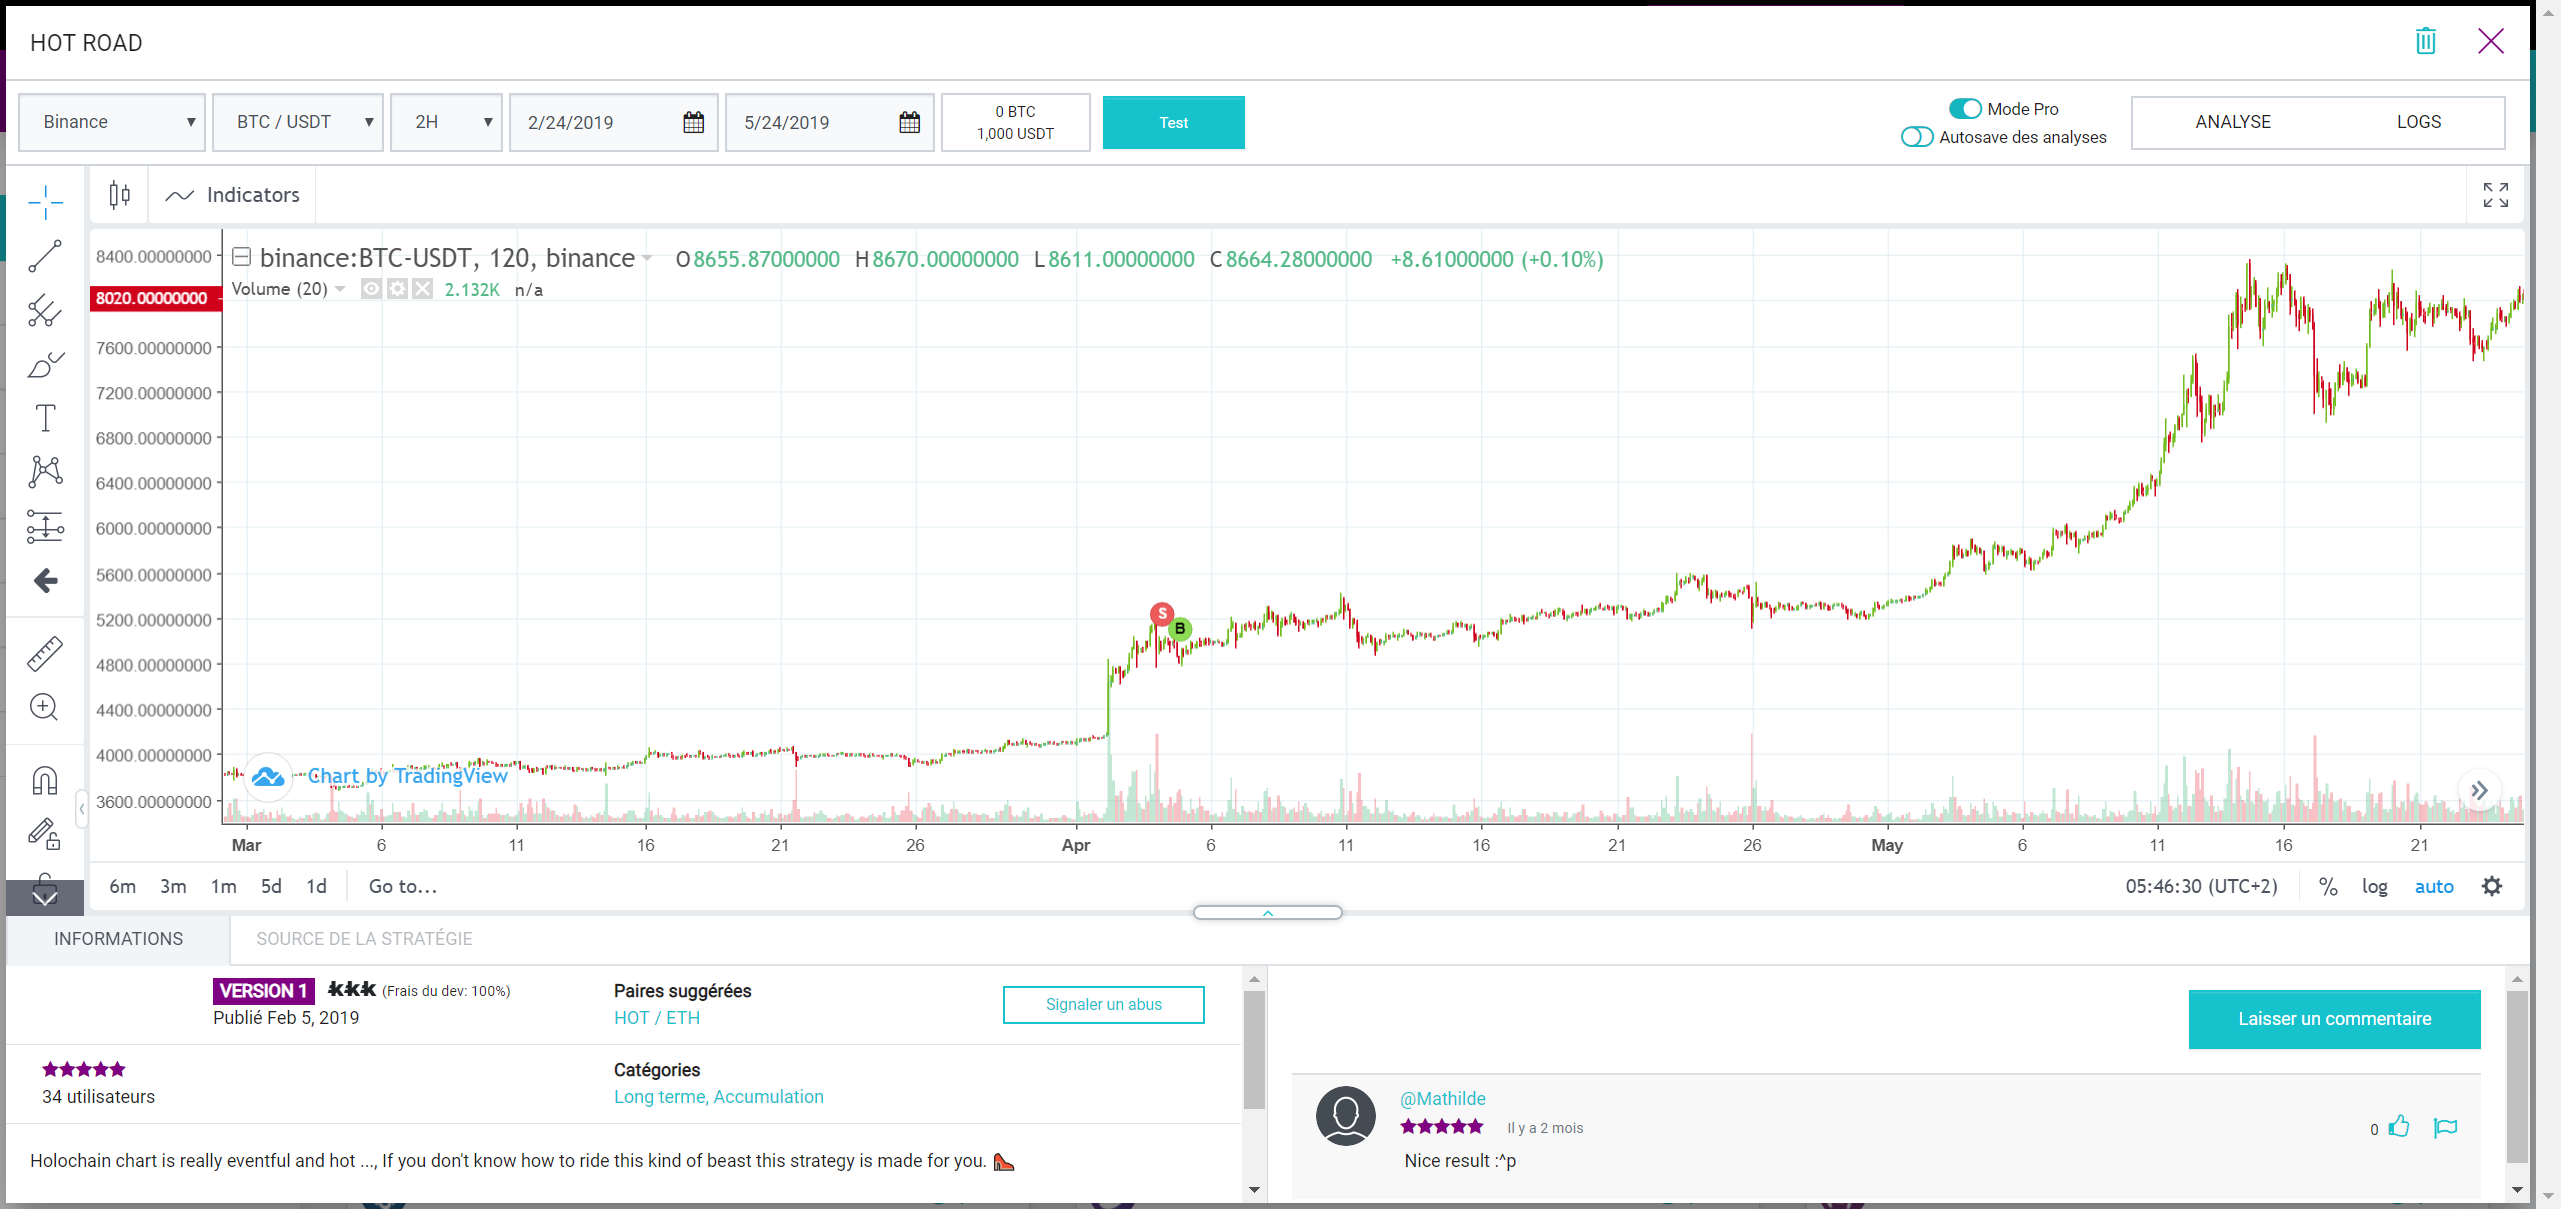 HOT ROAD
Binance
BTC / USDT
2H
2/24/2019
5/24/2019
0 BTC
1,000 USDT
Test
Mode Pro
Autosave des analyses
ANALYSE
LOGS
Indicators
binance:BTC-USDT, 120, binance
O 8655.87000000 H 8670.00000000 L 8611.00000000 C 8664.28000000 +8.61000000 (+0.10%)
Volume (20)
2.132K n/a
8400.00000000
8020.00000000
7600.00000000
7200.00000000
6800.00000000
6400.00000000
6000.00000000
5600.00000000
5200.00000000
4800.00000000
4400.00000000
4000.00000000
3600.00000000
S
B
Chart by TradingView
Mar 6 11 16 21 26 Apr 6 11 16 21 26 May 6 11 16 21
6m 3m 1m 5d 1d Go to...
05:46:30 (UTC+2) % log auto
INFORMATIONS
SOURCE DE LA STRATÉGIE
VERSION 1 (Frais du dev: 100%)
Publié Feb 5, 2019
Paires suggérées
HOT / ETH
Signaler un abus
34 utilisateurs
Catégories
Long terme, Accumulation
Holochain chart is really eventful and hot ..., If you don't know how to ride this kind of beast this strategy is made for you.
Laisser un commentaire
@Mathilde
Il y a 2 mois
0
Nice result :^p